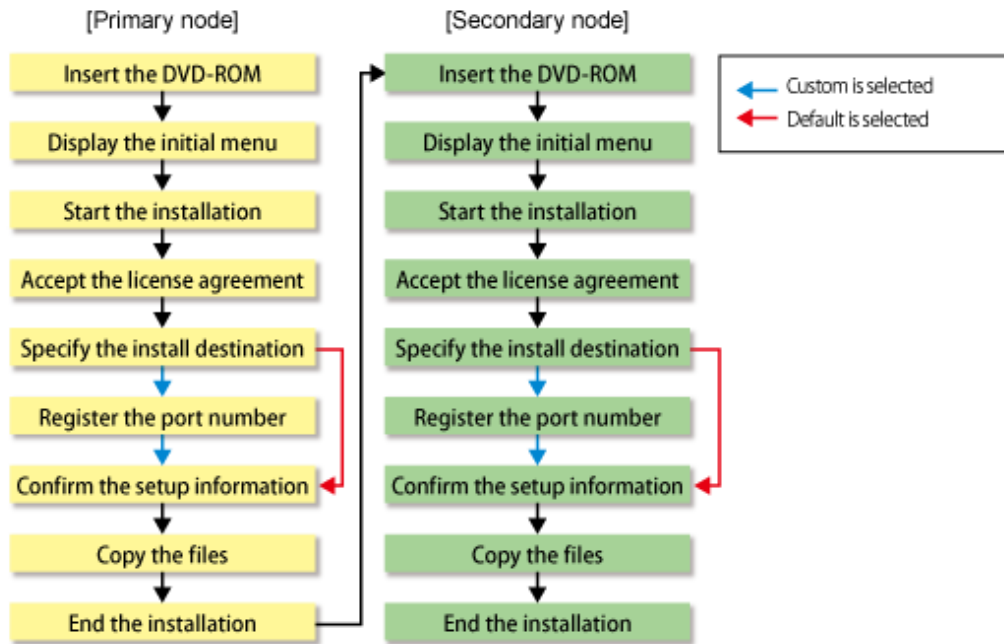 [Primary node]
Insert the DVD-ROM
Display the initial menu
Start the installation
Accept the license agreement
Specify the install destination
Register the port number
Confirm the setup information
Copy the files
End the installation
[Secondary node]
Insert the DVD-ROM
Display the initial menu
Start the installation
Accept the license agreement
Specify the install destination
Register the port number
Confirm the setup information
Copy the files
End the installation
Custom is selected
Default is selected